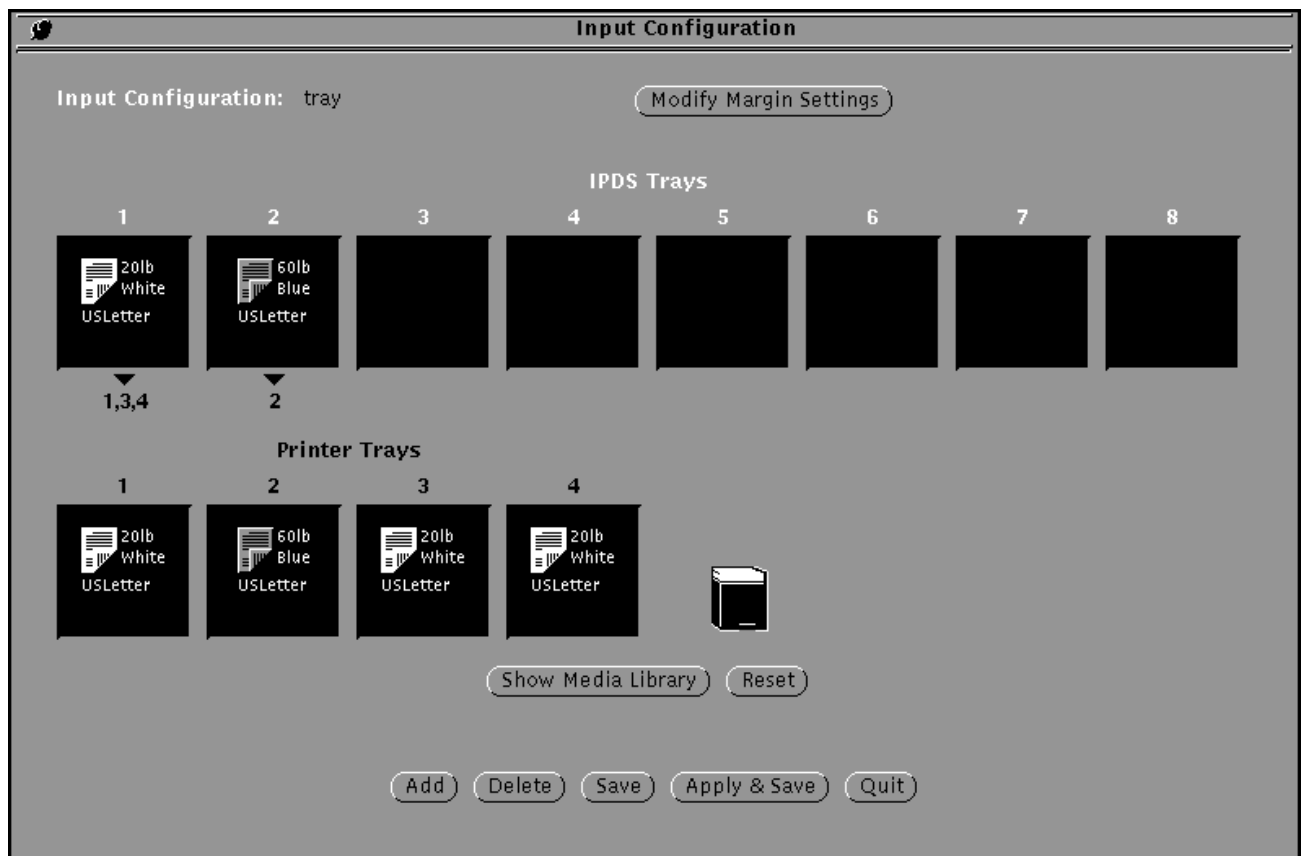 Input Configuration
Input Configuration: tray
Modify Margin Settings
IPDS Trays
1 2 3 4 5 6 7 8
20lb 60lb
White Blue
USLetter USLetter
1,3,4 2
Printer Trays
1 2 3 4
20lb 60lb 20lb 20lb
White Blue White White
USLetter USLetter USLetter USLetter
Show Media Library Reset
Add Delete Save Apply & Save Quit